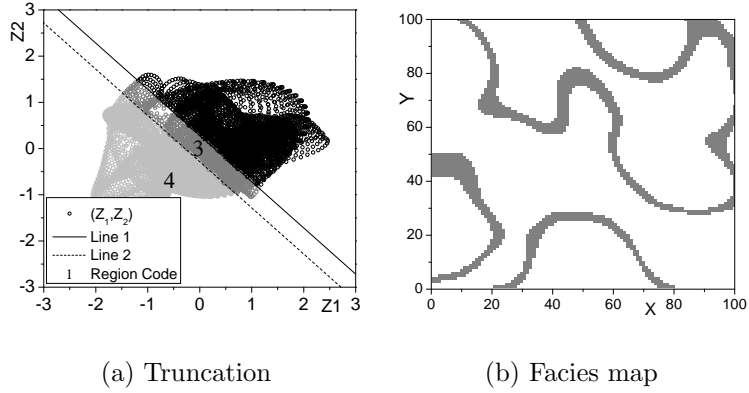 3
2
1
0
-1
-2
-3
Z2
3
4
(Z₁,Z₂)
Line 1
Line 2
1 Region Code
-3 -2 -1 0 1 2 3
Z1
100
80
60
40
20
0
Y
0 20 40 60 80 100
X
(a) Truncation
(b) Facies map